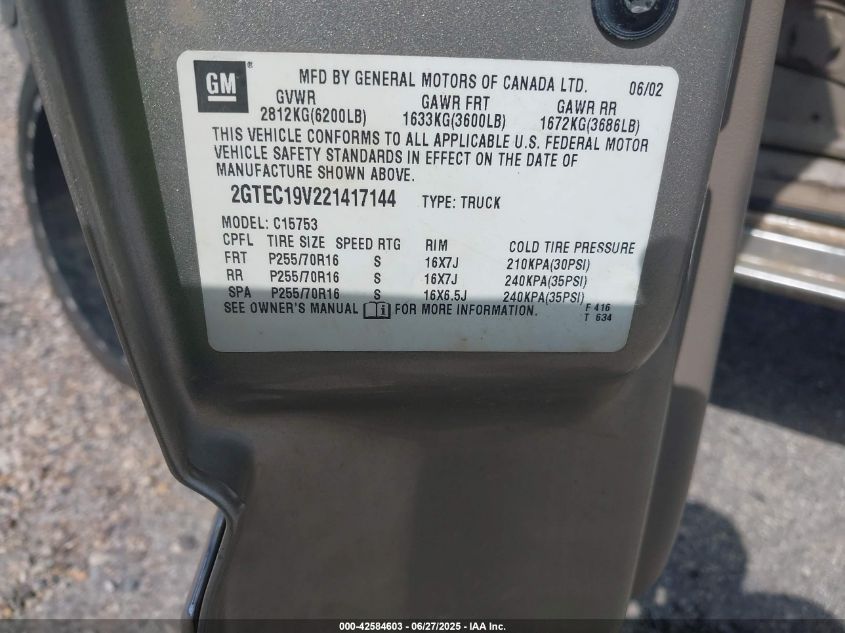 GM ® MFD BY GENERAL MOTORS OF CANADA LTD. 06/02
GVWR GAWR FRT GAWR RR
2812KG(6200LB) 1633KG(3600LB) 1672KG(3686LB)
THIS VEHICLE CONFORMS TO ALL APPLICABLE U.S. FEDERAL MOTOR
VEHICLE SAFETY STANDARDS IN EFFECT ON THE DATE OF
MANUFACTURE SHOWN ABOVE.
2GTEC19V221417144 TYPE: TRUCK
MODEL: C15753
CPFL TIRE SIZE SPEED RTG RIM COLD TIRE PRESSURE
FRT P255/70R16 S 16X7J 210KPA(30PSI)
RR P255/70R16 S 16X7J 240KPA(35PSI)
SPA P255/70R16 S 16X6.5J 240KPA(35PSI)
SEE OWNER'S MANUAL i FOR MORE INFORMATION. F 416
T 634
000-42584603 — 06/27/2025 - IAA Inc.